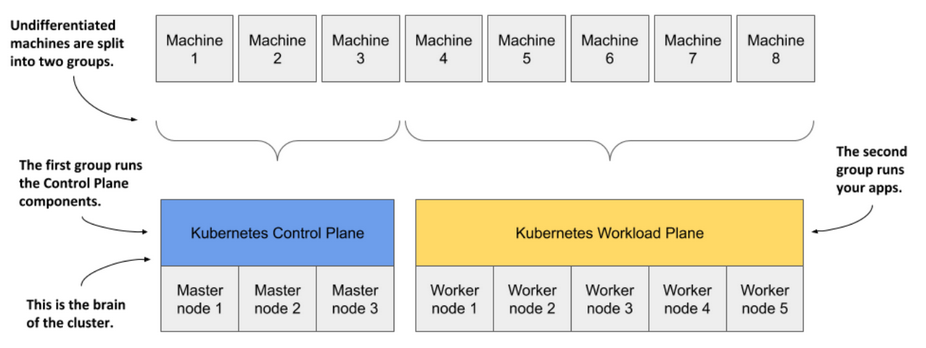 Undifferentiated
machines are split
into two groups.
Machine
1
Machine
2
Machine
3
Machine
4
Machine
5
Machine
6
Machine
7
Machine
8
The first group runs
the Control Plane
components.
The second
group runs
your apps.
Kubernetes Control Plane
Kubernetes Workload Plane
This is the brain
of the cluster.
Master
node 1
Master
node 2
Master
node 3
Worker
node 1
Worker
node 2
Worker
node 3
Worker
node 4
Worker
node 5